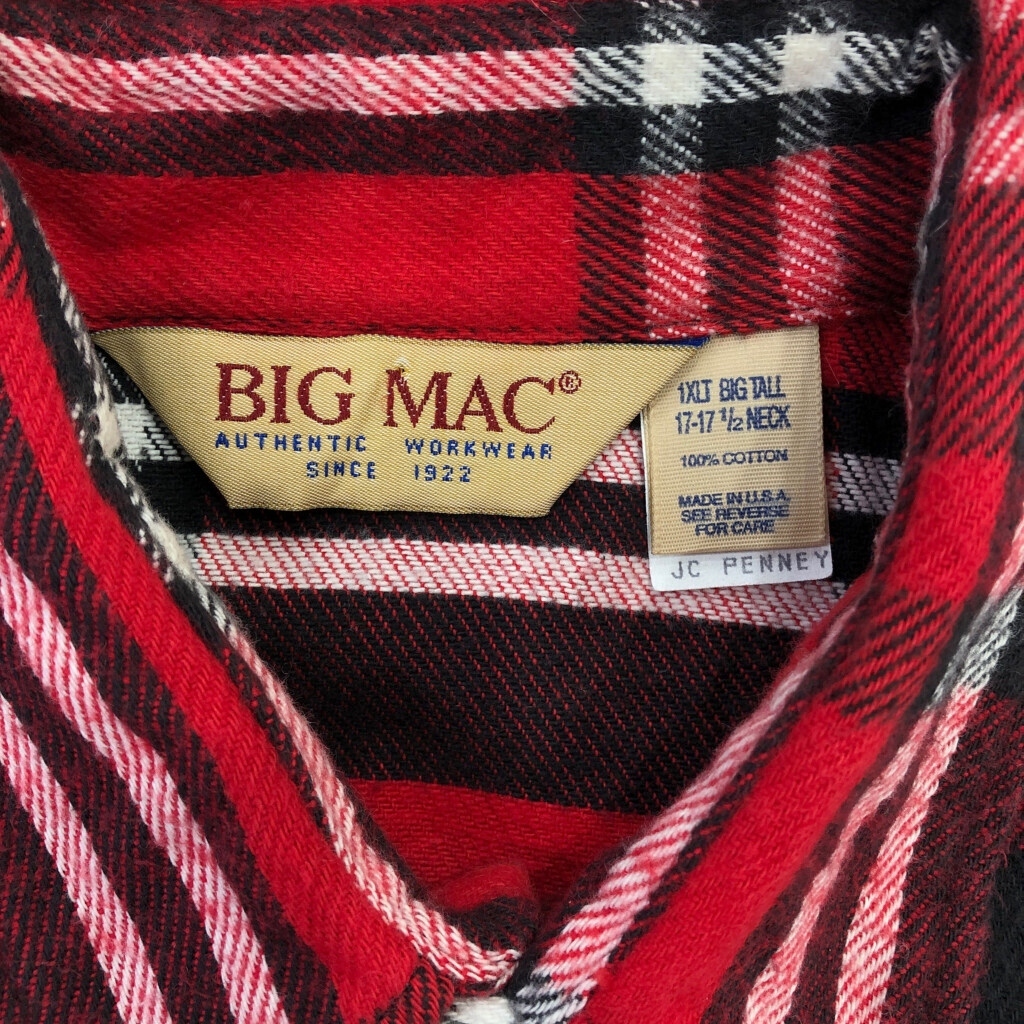 BIG MAC®
AUTHENTIC WORKWEAR
SINCE 1922
1XLT BIG TALL
17-17 1/2 NECK
100% COTTON
MADE IN U.S.A.
SEE REVERSE
FOR CARE
JC PENNEY